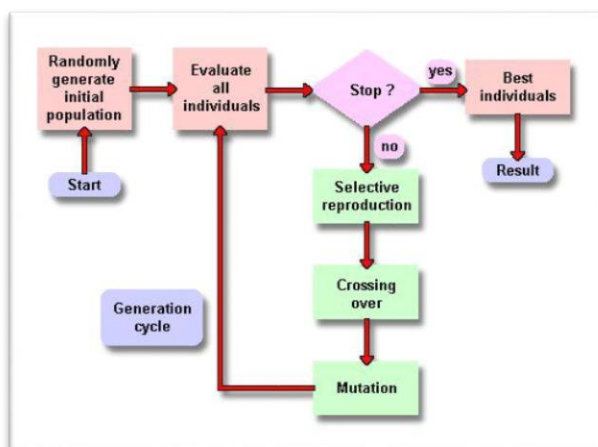 Randomly
generate
initial
population
Evaluate
all
individuals
Stop ?
yes
Best
individuals
no
Start
Result
Selective
reproduction
Crossing
over
Generation
cycle
Mutation